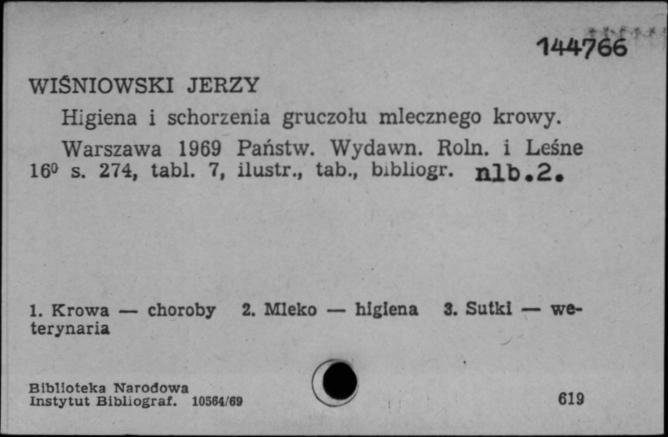 144766
WIŚNIOWSKI JERZY
Higiena i schorzenia gruczołu mlecznego krowy.
Warszawa 1969 Państw. Wydawn. Roln. i Leśne
16⁰ s. 274, tabl. 7, ilustr., tab., bibliogr. nlb.2.
1. Krowa — choroby 2. Mleko — higiena 3. Sutki — we-
terynaria
Biblioteka Narodowa
Instytut Bibliograf. 10564/69
619